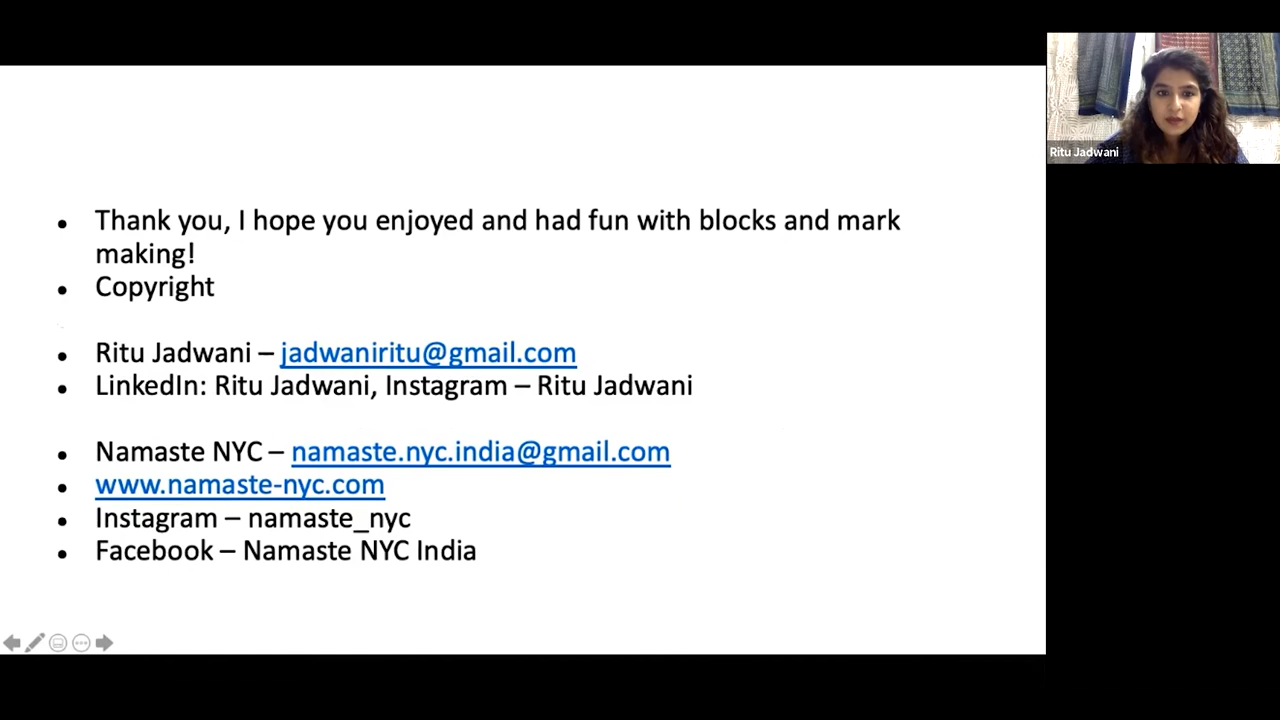 Thank you, I hope you enjoyed and had fun with blocks and mark
making!
Copyright
Ritu Jadwani – jadwaniritu@gmail.com
LinkedIn: Ritu Jadwani, Instagram – Ritu Jadwani
Namaste NYC – namaste.nyc.india@gmail.com
www.namaste-nyc.com
Instagram – namaste_nyc
Facebook – Namaste NYC India
Ritu Jadwani